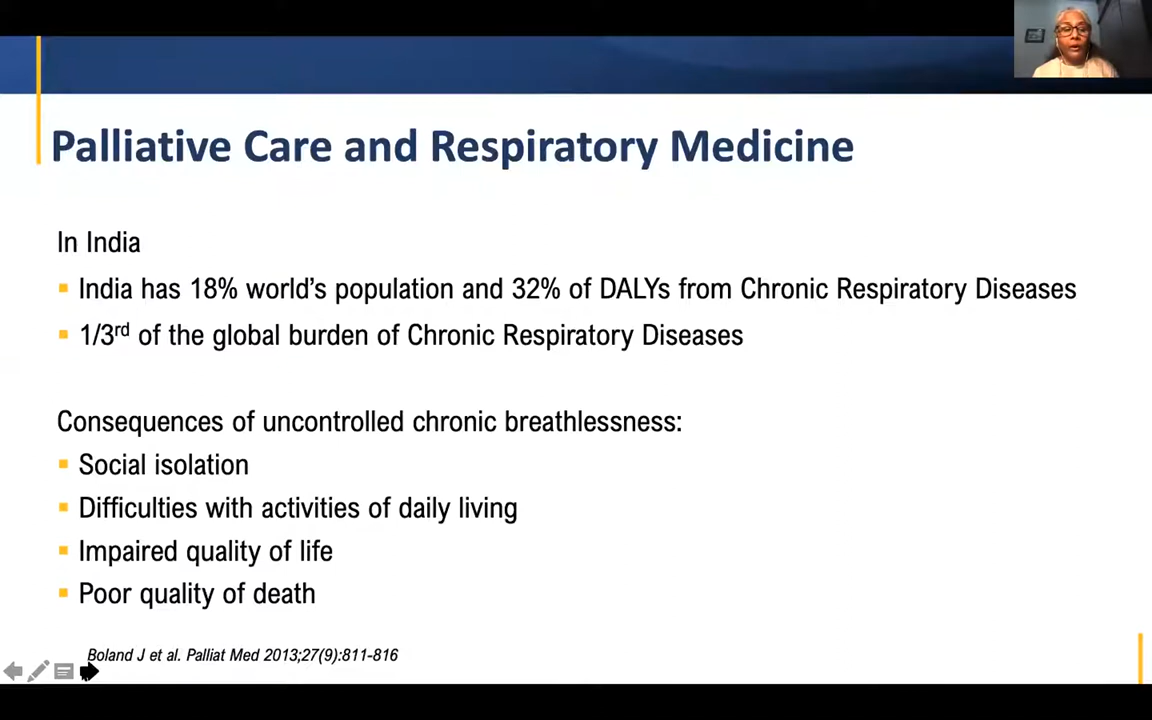 Palliative Care and Respiratory Medicine
In India
India has 18% world's population and 32% of DALYs from Chronic Respiratory Diseases
1/3rd of the global burden of Chronic Respiratory Diseases
Consequences of uncontrolled chronic breathlessness:
Social isolation
Difficulties with activities of daily living
Impaired quality of life
Poor quality of death
Boland J et al. Palliat Med 2013;27(9):811-816